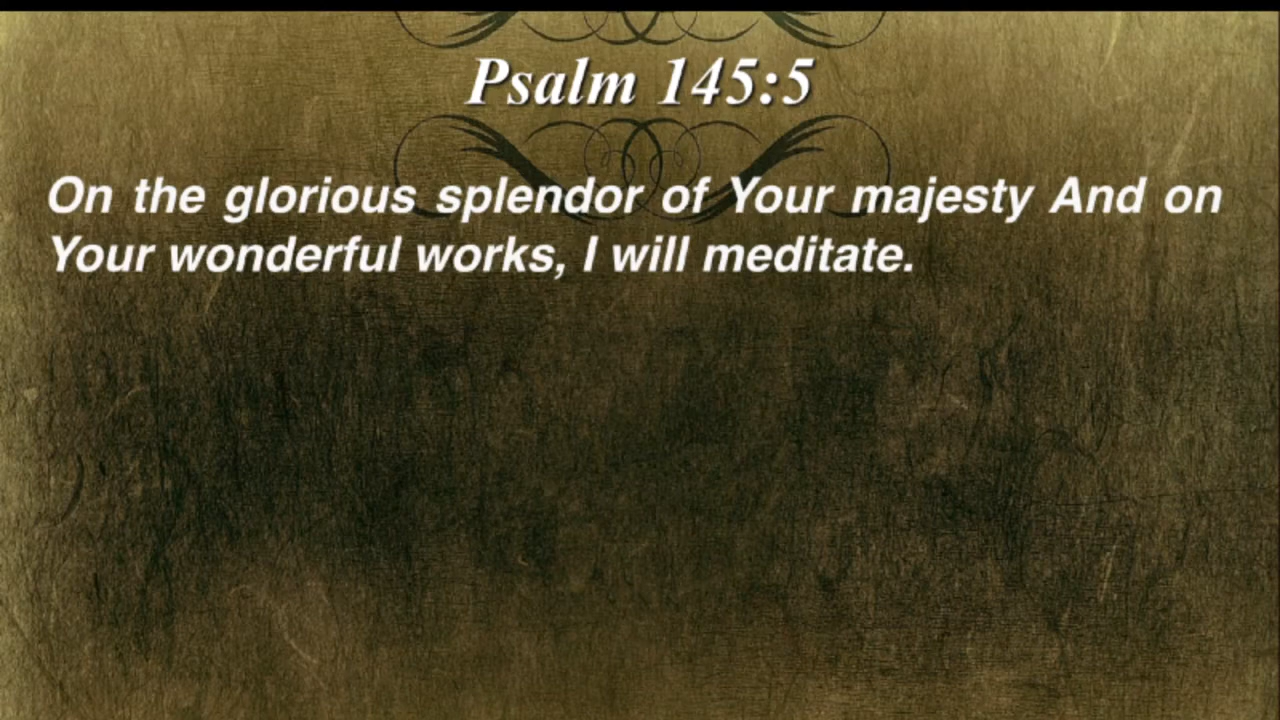 Psalm 145:5
On the glorious splendor of Your majesty And on
Your wonderful works, I will meditate.